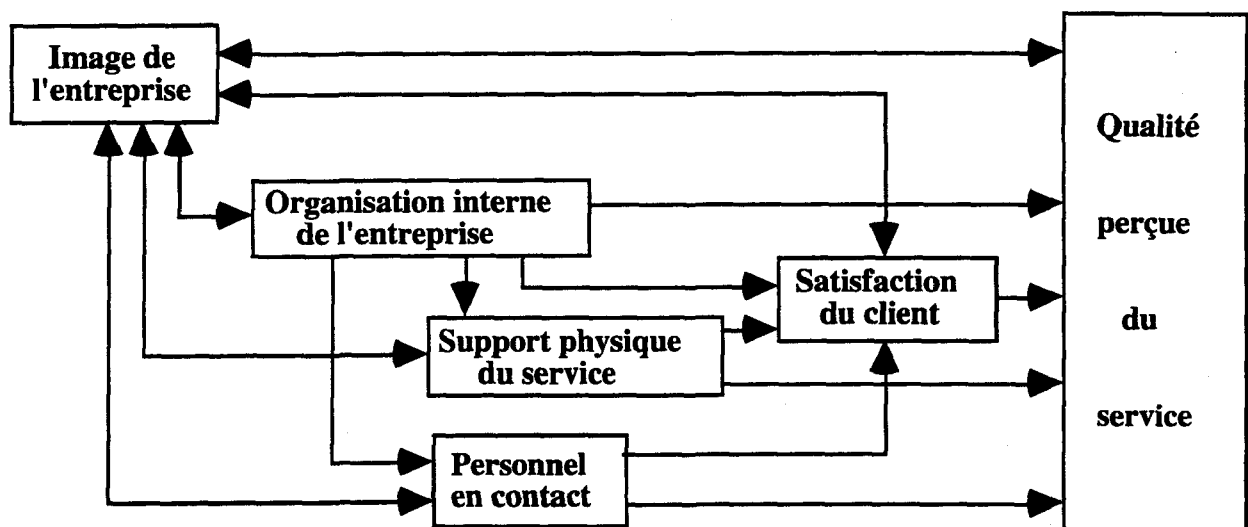 Image de
l'entreprise
Organisation interne
de l'entreprise
Support physique
du service
Personnel
en contact
Satisfaction
du client
Qualité
perçue
du
service